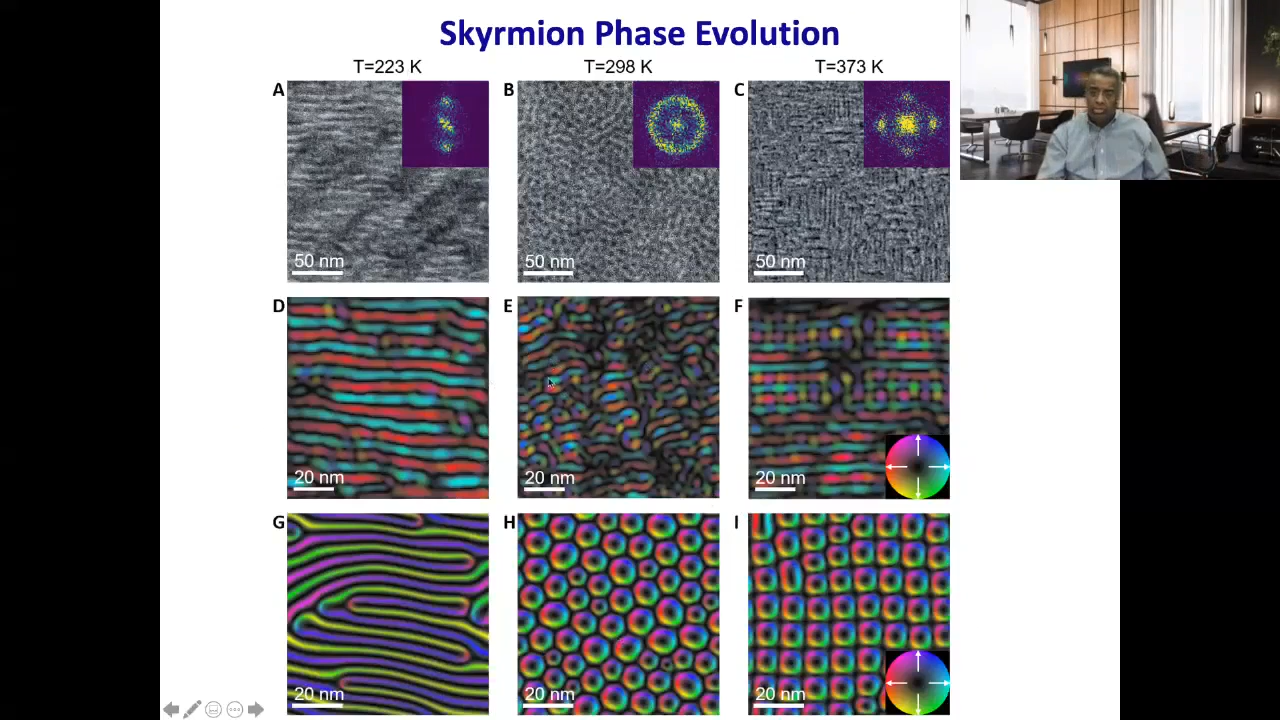 Skyrmion Phase Evolution
T=223 K
T=298 K
T=373 K
A
B
C
50 nm
50 nm
50 nm
D
E
F
20 nm
20 nm
20 nm
G
H
I
20 nm
20 nm
20 nm